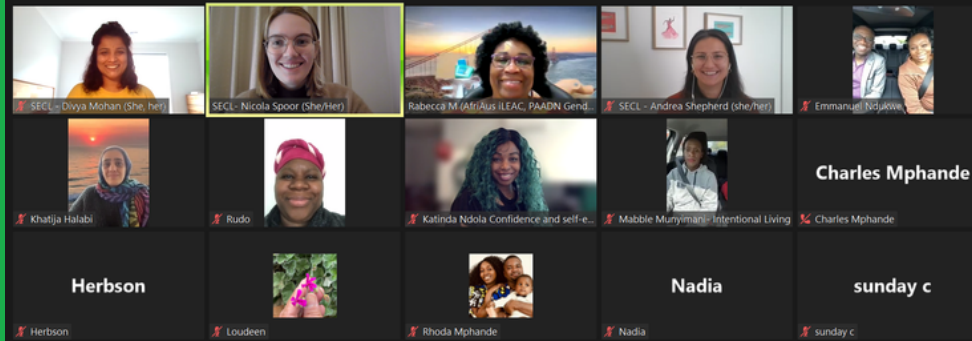 SECL - Divya Mohan (She, her)
SECL- Nicola Spoor (She/Her)
Rabecca M (AfriAus iLEAC, PAADN Gend...
SECL - Andrea Shepherd (she/her)
Emmanuel Ndukwe
Khatija Halabi
Rudo
Katinda Ndola Confidence and self-e...
Mabble Munyimani- Intentional Living
Charles Mphande
Charles Mphande
Herbson
Herbson
Loudeen
Rhoda Mphande
Nadia
Nadia
sunday c
sunday c